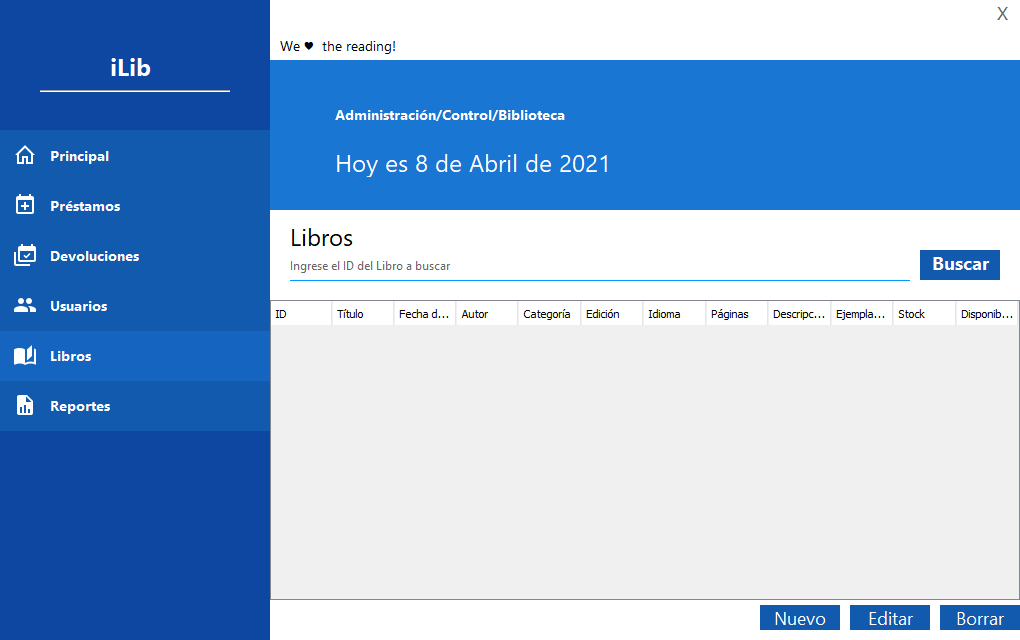 X
We ♥ the reading!
iLib
Administración/Control/Biblioteca
Hoy es 8 de Abril de 2021
Principal
Préstamos
Devoluciones
Usuarios
Libros
Reportes
Libros
Ingrese el ID del Libro a buscar
Buscar
ID Título Fecha d... Autor Categoría Edición Idioma Páginas Descripc... Ejempla... Stock Disponib...
Nuevo Editar Borrar